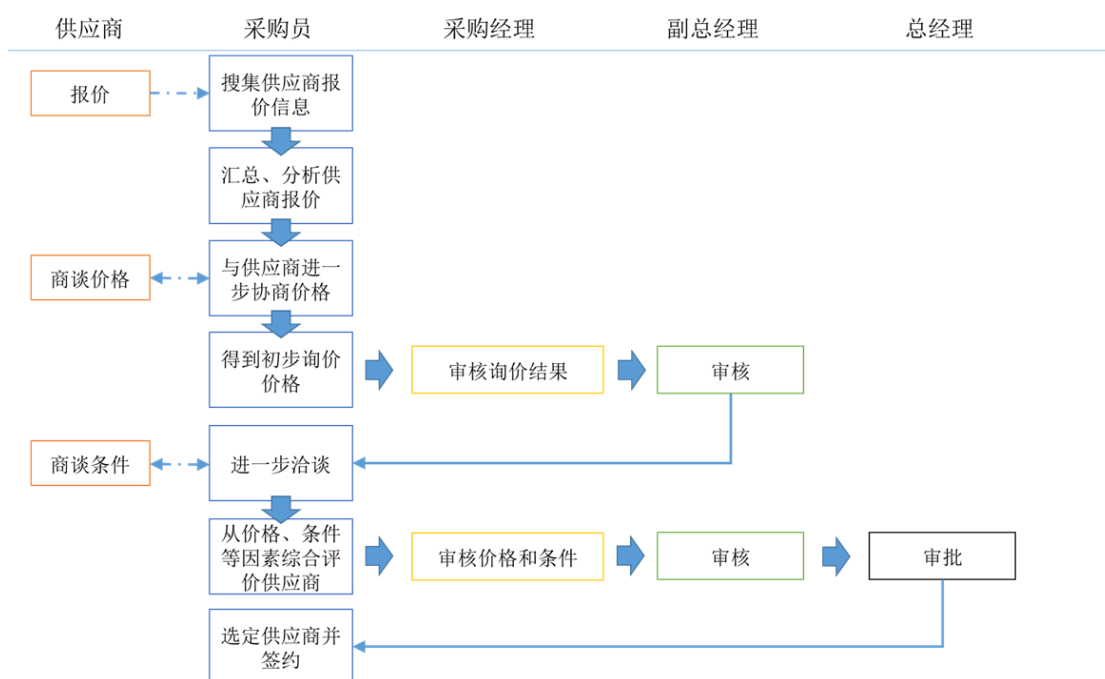 供应商 采购员 采购经理 副总经理 总经理
报价
搜集供应商报
价信息
汇总、分析供
应商报价
商谈价格
与供应商进一
步协商价格
得到初步询价
价格
审核询价结果
审核
商谈条件
进一步洽谈
从价格、条件
等因素综合评
价供应商
审核价格和条件
审核
审批
选定供应商并
签约